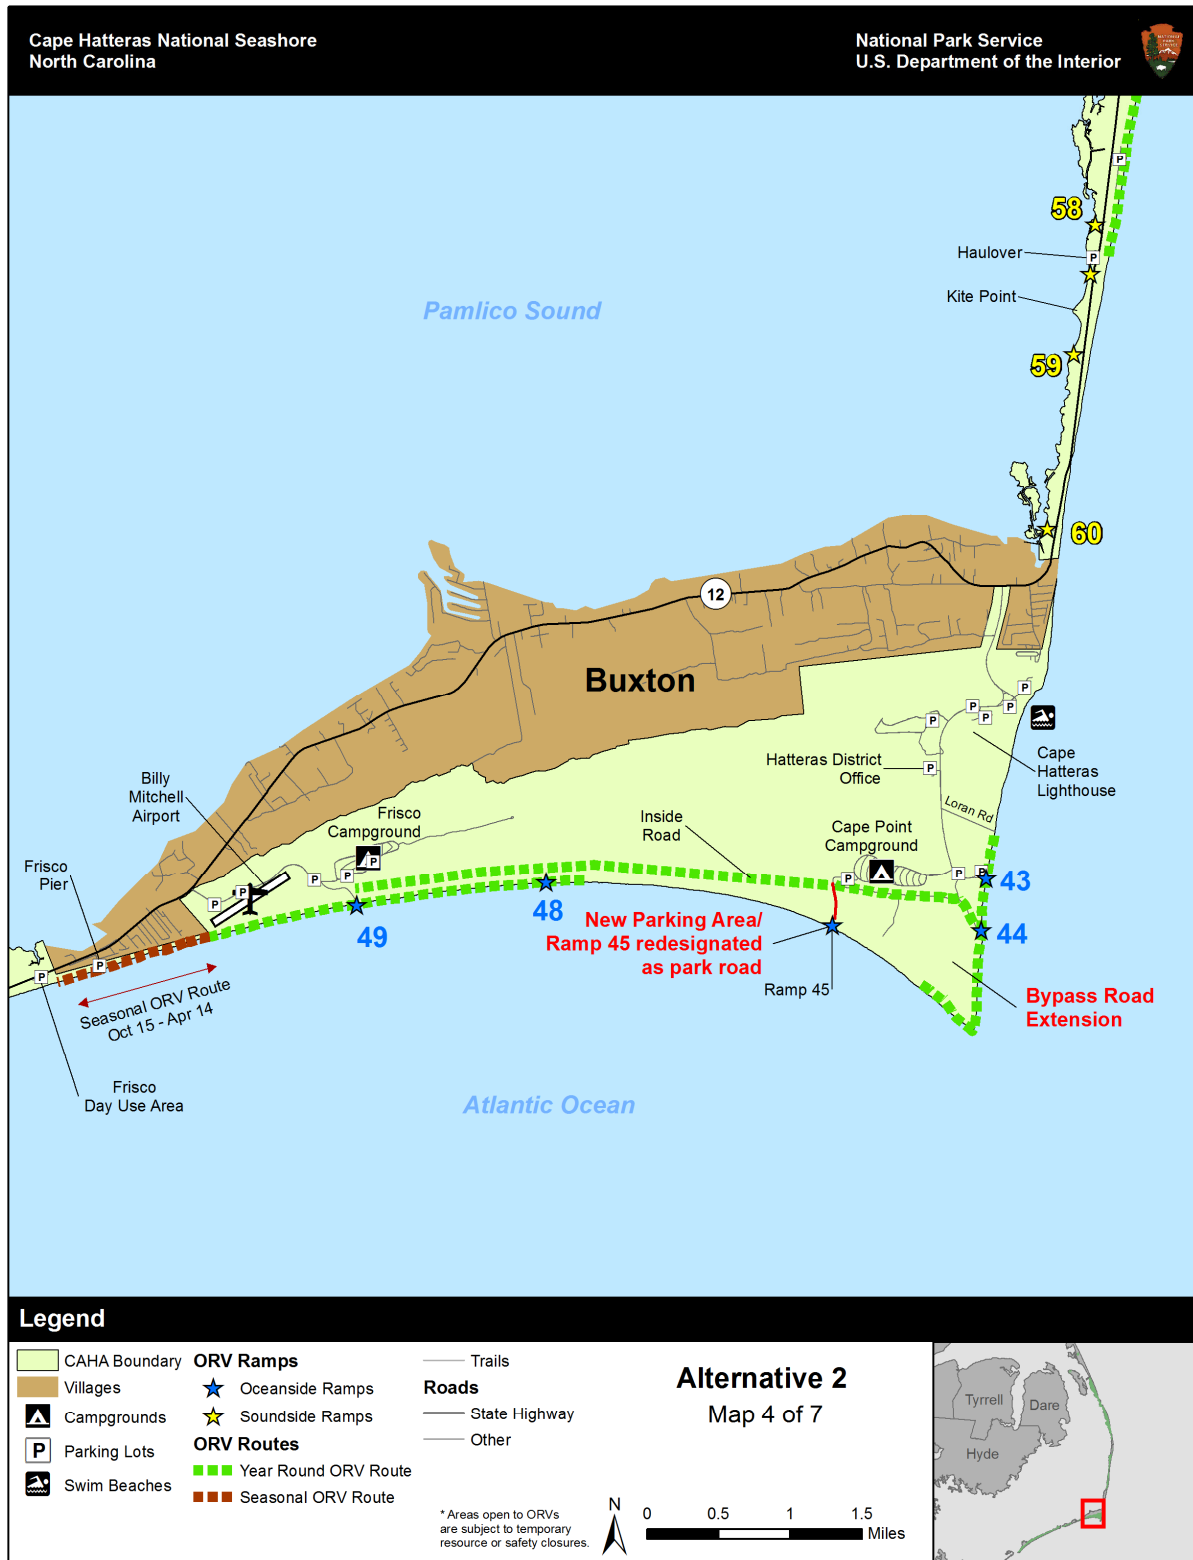 Cape Hatteras National Seashore
North Carolina
National Park Service
U.S. Department of the Interior
NATIONAL
PARK
SERVICE
P
58
Haulover
P
Kite Point
Pamlico Sound
59
60
12
Buxton
P
P
P
P
P
Hatteras District
Office
P
Cape
Hatteras
Lighthouse
Loran Rd
Billy
Mitchell
Airport
Frisco
Campground
Inside
Road
Cape Point
Campground
Frisco
Pier
P
P
P
P
P
P
P
P
43
48
49
44
New Parking Area/
Ramp 45 redesignated
as park road
Ramp 45
P
P
Seasonal ORV Route
Oct 15 - Apr 14
Bypass Road
Extension
Frisco
Day Use Area
Atlantic Ocean
Legend
CAHA Boundary
Villages
Campgrounds
P Parking Lots
Swim Beaches
ORV Ramps
Oceanside Ramps
Soundside Ramps
ORV Routes
Year Round ORV Route
Seasonal ORV Route
Trails
Roads
State Highway
Other
* Areas open to ORVs
are subject to temporary
resource or safety closures.
Alternative 2
Map 4 of 7
N
0 0.5 1 1.5
Miles
Tyrrell
Dare
Hyde